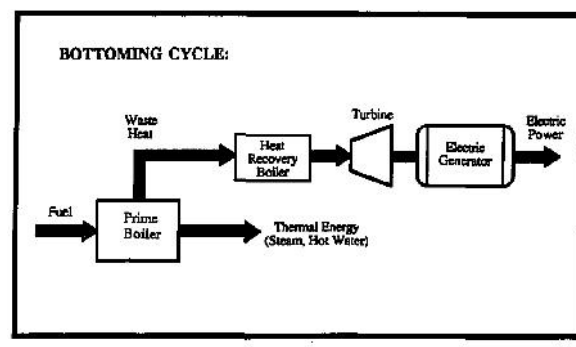 BOTTOMING CYCLE:
Waste
Heat
Turbine
Electric
Power
Heat
Recovery
Boiler
Electric
Generator
Fuel
Prime
Boiler
Thermal Energy
(Steam, Hot Water)